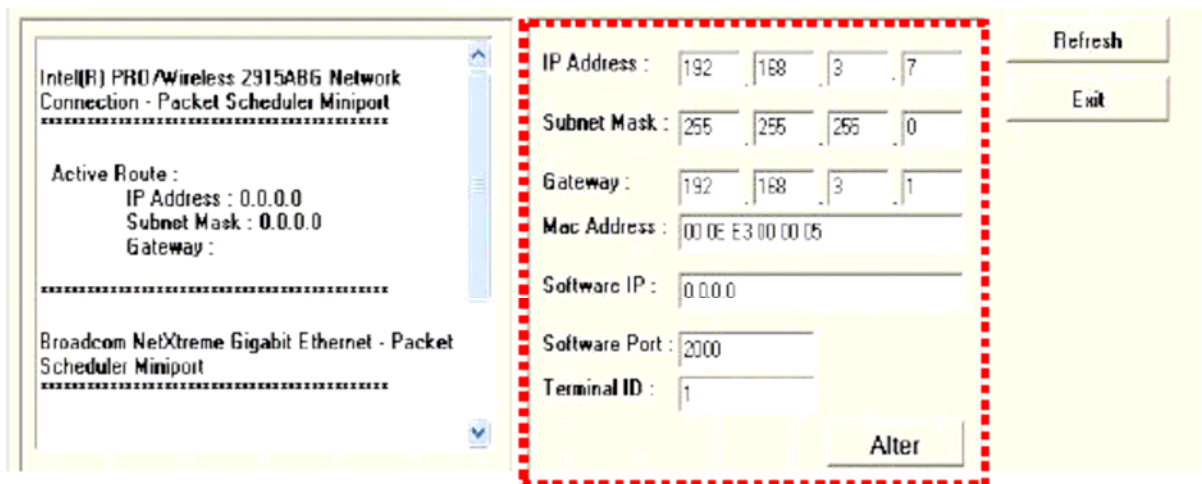 Intel(R) PRO/Wireless 2915ABG Network
Connection - Packet Scheduler Miniport
********************************************
Active Route :
IP Address : 0.0.0.0
Subnet Mask : 0.0.0.0
Gateway :
********************************************
Broadcom NetXtreme Gigabit Ethernet - Packet
Scheduler Miniport
********************************************
IP Address : 192 . 168 . 3 . 7
Subnet Mask : 255 . 255 . 255 . 0
Gateway : 192 . 168 . 3 . 1
Mac Address : 00 0E E3 00 00 05
Software IP : 0.0.0.0
Software Port : 2000
Terminal ID : 1
Alter
Refresh
Exit